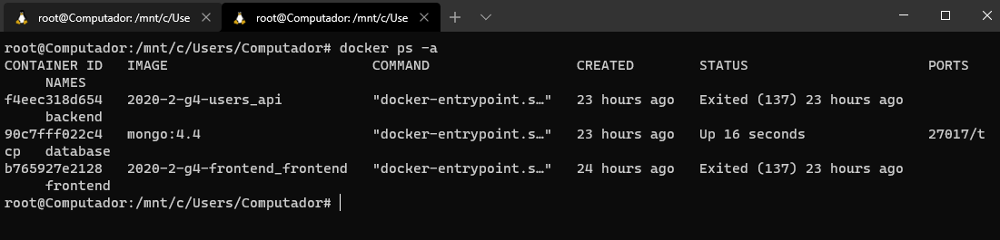 root@Computador: /mnt/c/Use
root@Computador: /mnt/c/Use
root@Computador:/mnt/c/Users/Computador# docker ps -a
CONTAINER ID   IMAGE                         COMMAND                  CREATED        STATUS                      PORTS
     NAMES
f4eec318d654   2020-2-g4-users_api           "docker-entrypoint.s…"   23 hours ago   Exited (137) 23 hours ago
     backend
90c7fff022c4   mongo:4.4                     "docker-entrypoint.s…"   23 hours ago   Up 16 seconds               27017/t
cp   database
b765927e2128   2020-2-g4-frontend_frontend   "docker-entrypoint.s…"   24 hours ago   Exited (137) 23 hours ago
     frontend
root@Computador:/mnt/c/Users/Computador#